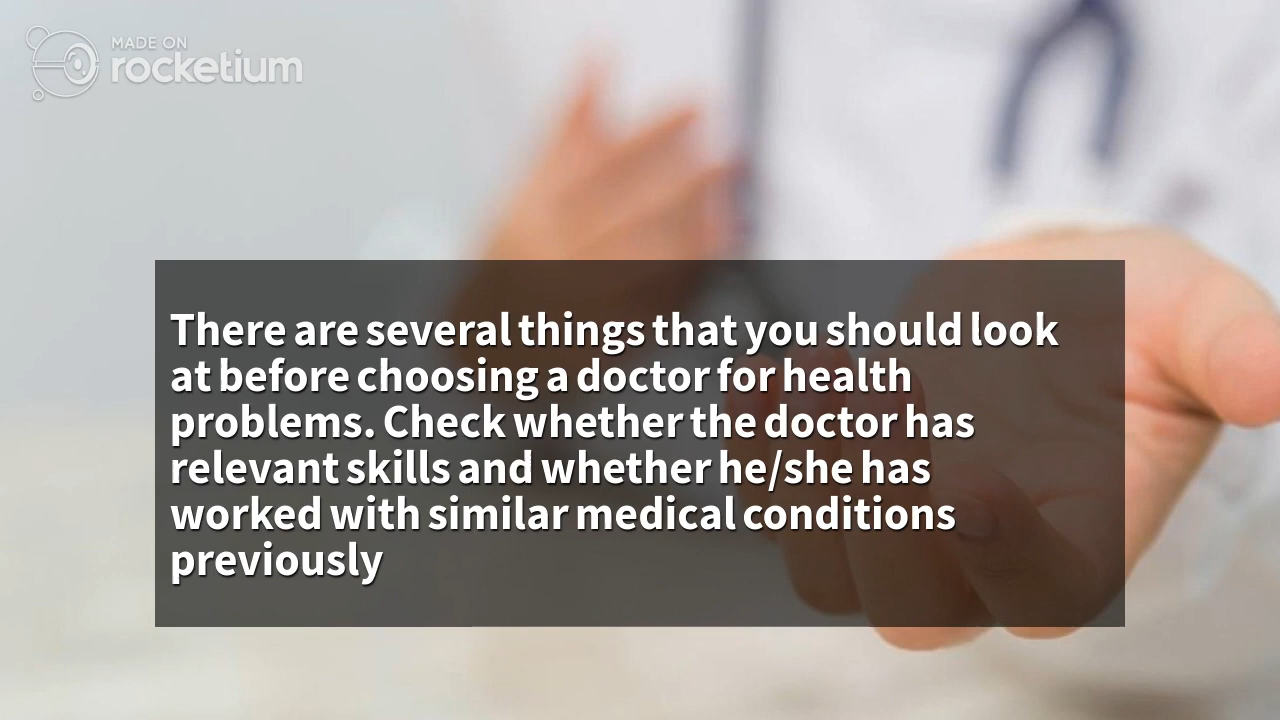 MADE ON
rocketium
There are several things that you should look
at before choosing a doctor for health
problems. Check whether the doctor has
relevant skills and whether he/she has
worked with similar medical conditions
previously